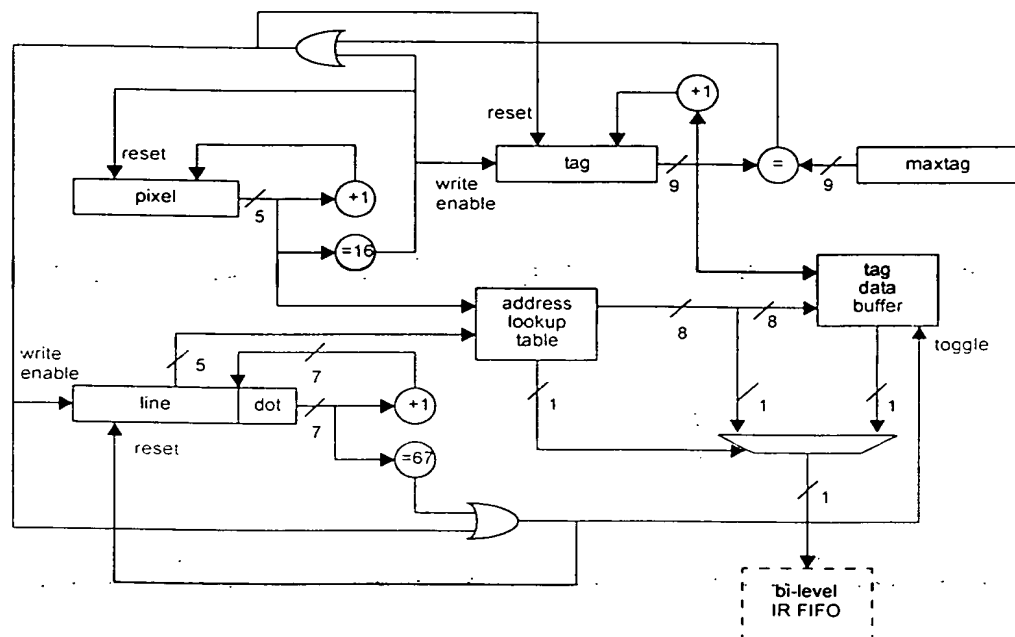 reset
+1
reset
tag
=
maxtag
9
9
write
enable
pixel
5
+1
=16
address
lookup
table
8
8
tag
data
buffer
toggle
write
enable
5
7
line
dot
7
+1
1
1
1
reset
=67
1
bi-level
IR FIFO